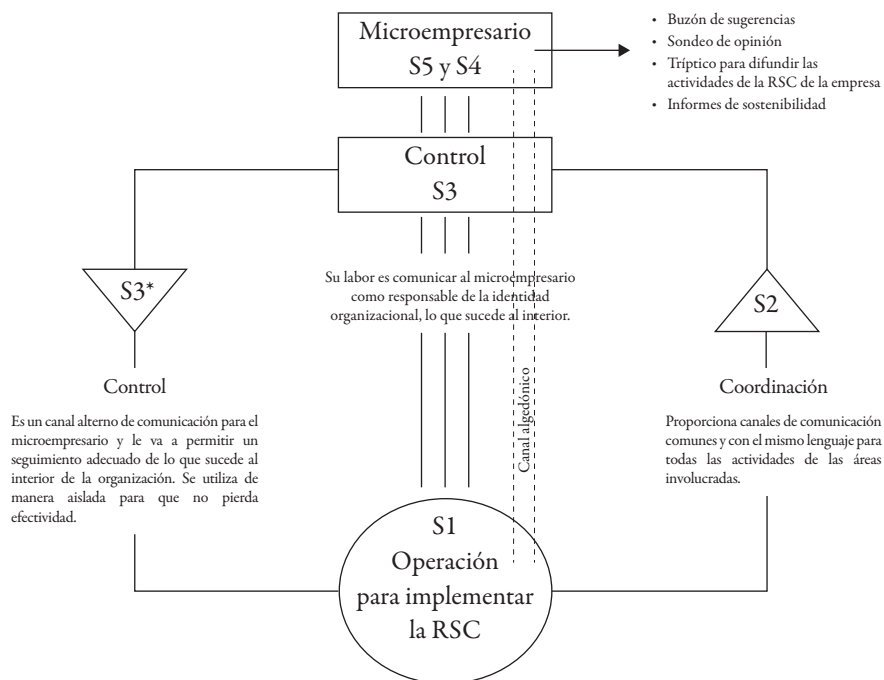 Microempresario
S5 y S4
• Buzón de sugerencias
• Sondeo de opinión
• Tríptico para difundir las
actividades de la RSC de la empresa
• Informes de sostenibilidad
Control
S3
Su labor es comunicar al microempresario
como responsable de la identidad
organizacional, lo que sucede al interior.
S3*
Control
Es un canal alterno de comunicación para el
microempresario y le va a permitir un
seguimiento adecuado de lo que sucede al
interior de la organización. Se utiliza de
manera aislada para que no pierda
efectividad.
Canal algedónico
S2
Coordinación
Proporciona canales de comunicación
comunes y con el mismo lenguaje para
todas las actividades de las áreas
involucradas.
S1
Operación
para implementar
la RSC